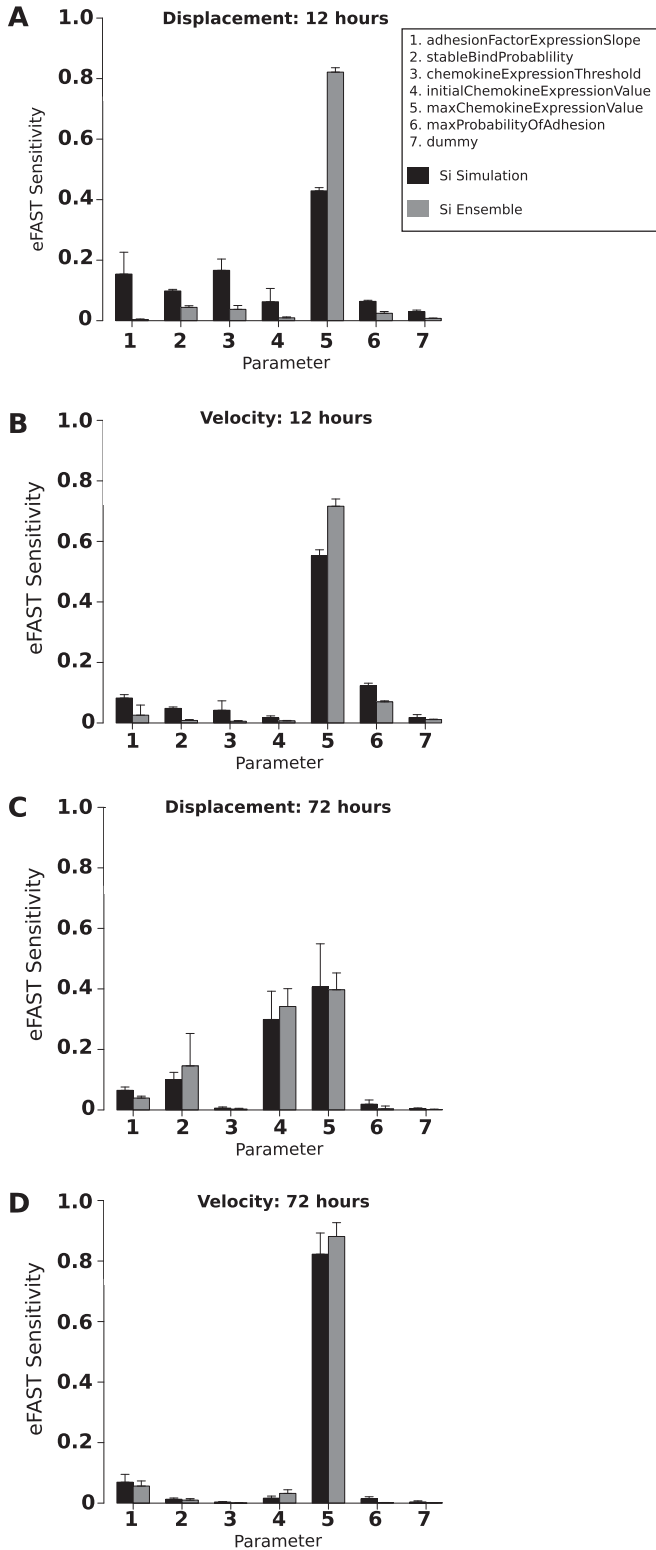 A
Displacement: 12 hours
1. adhesionFactorExpressionSlope
2. stableBindProbablility
3. chemokineExpressionThreshold
4. initialChemokineExpressionValue
5. maxChemokineExpressionValue
6. maxProbabilityOfAdhesion
7. dummy
Si Simulation
Si Ensemble
eFAST Sensitivity
1.0
0.8
0.6
0.4
0.2
0
1 2 3 4 5 6 7
Parameter
B
Velocity: 12 hours
eFAST Sensitivity
1.0
0.8
0.6
0.4
0.2
0
1 2 3 4 5 6 7
Parameter
C
Displacement: 72 hours
eFAST Sensitivity
1.0
0.8
0.6
0.4
0.2
0
1 2 3 4 5 6 7
Parameter
D
Velocity: 72 hours
eFAST Sensitivity
1.0
0.8
0.6
0.4
0.2
0
1 2 3 4 5 6 7
Parameter